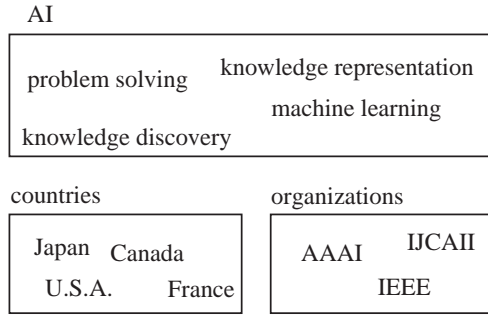 AI
problem solving
knowledge representation
machine learning
knowledge discovery
countries
Japan
Canada
U.S.A.
France
organizations
AAAI
IJCAII
IEEE